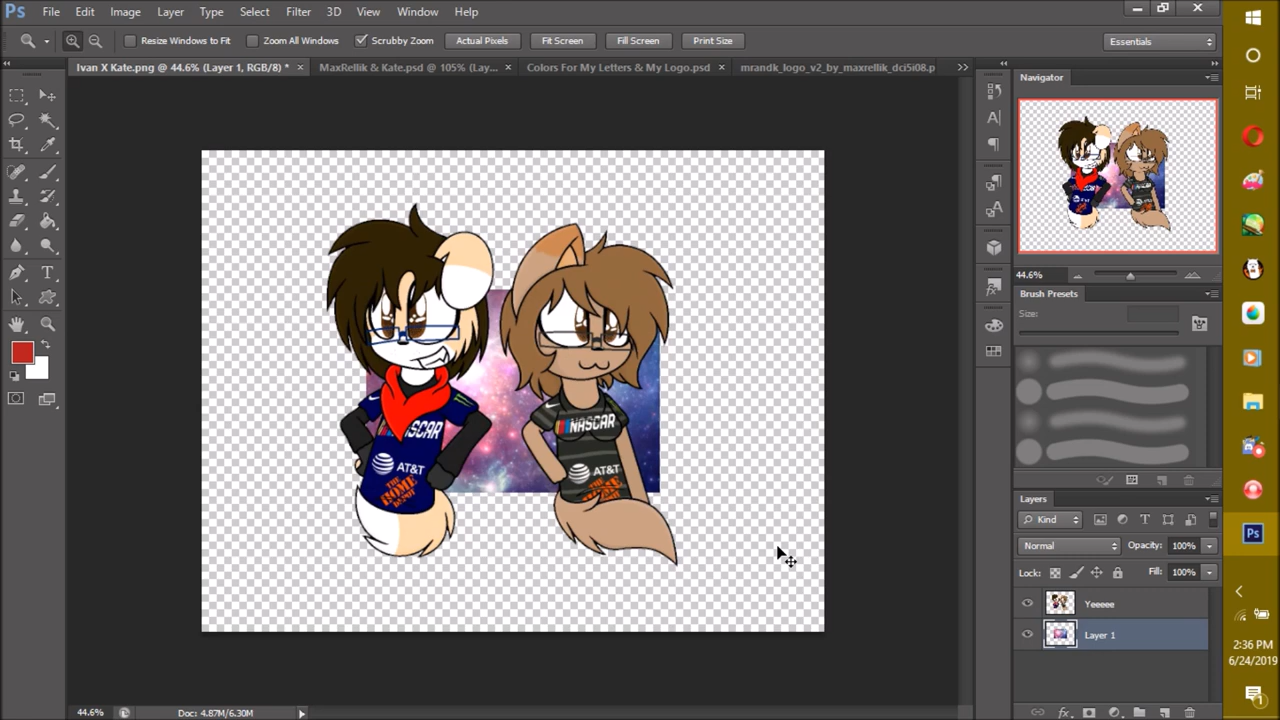 Ps File Edit Image Layer Type Select Filter 3D View Window Help
Resize Windows to Fit Zoom All Windows Scrubby Zoom Actual Pixels Fit Screen Fill Screen Print Size Essentials
Ivan X Kate.png @ 44.6% (Layer 1, RGB/8) * × MaxRellik & Kate.psd @ 105% (Lay... × Colors For My Letters & My Logo.psd × mrandk_logo_v2_by_maxrellik_dci5i08.p
Navigator
44.6%
Brush Presets
Size:
NASCAR
AT&T
THE
HOME
DEPOT
NASCAR
AT&T
Layers
Kind
Normal Opacity: 100%
Lock: Fill: 100%
Yeeeee
Layer 1
44.6% Doc: 4.87M/6.30M
Ps
2:36 PM
6/24/2019
1